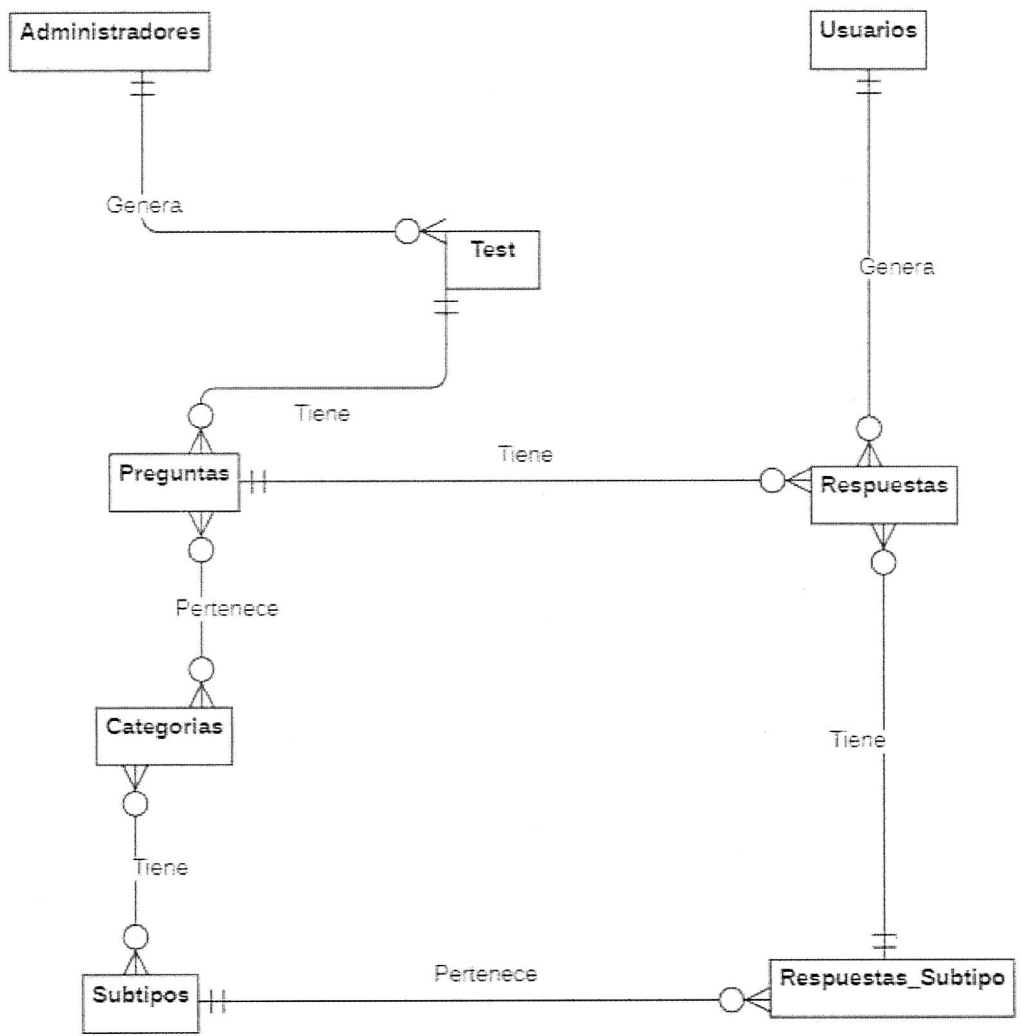 Administradores
Usuarios
Genera
Test
Genera
Tiene
Preguntas
Tiene
Respuestas
Pertenece
Categorias
Tiene
Tiene
Subtipos
Pertenece
Respuestas_Subtipo